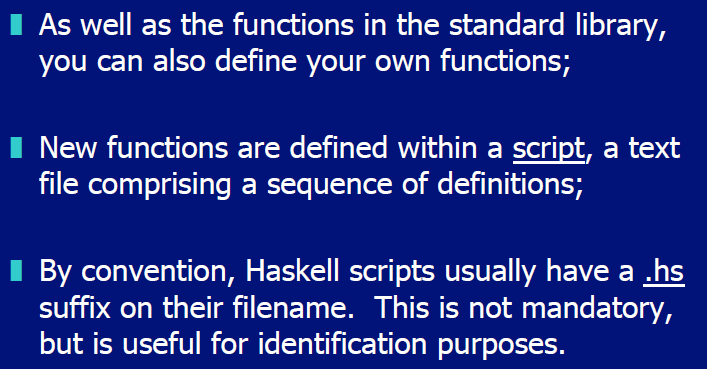 As well as the functions in the standard library,
you can also define your own functions;
New functions are defined within a script, a text
file comprising a sequence of definitions;
By convention, Haskell scripts usually have a .hs
suffix on their filename.  This is not mandatory,
but is useful for identification purposes.